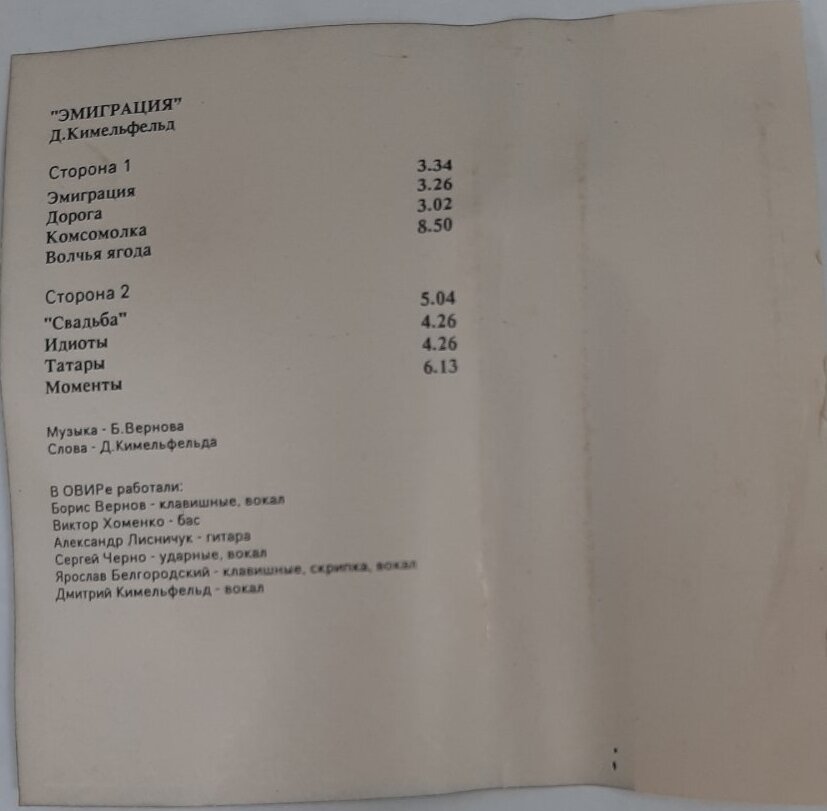 "ЭМИГРАЦИЯ"
Д.Кимельфельд
Сторона 1
Эмиграция 3.34
Дорога 3.26
Комсомолка 3.02
Волчья ягода 8.50
Сторона 2
"Свадьба" 5.04
Идиоты 4.26
Татары 4.26
Моменты 6.13
Музыка - Б.Вернова
Слова - Д.Кимельфельда
В ОВИРе работали:
Борис Вернов - клавишные, вокал
Виктор Хоменко - бас
Александр Лисничук - гитара
Сергей Черно - ударные, вокал
Ярослав Белгородский - клавишные, скрипка, вокал
Дмитрий Кимельфельд - вокал